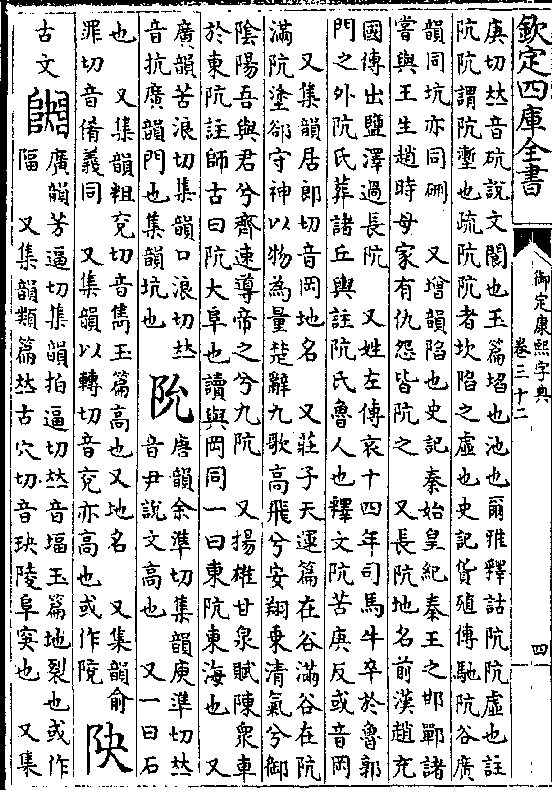 欽定四庫全書
御定康熙字典
卷三十二
四
庚切𠀤音砊說文閬也玉篇埳也池也爾雅釋詁阬阬虛也註
阬阬謂阬壍也疏阬阬者坎陷之虛也史記貨殖傳馳阬谷廣
韻同坑亦同硎 又增韻陷也史記秦始皇紀秦王之邯鄲諸
嘗與王生趙時母家有仇怨皆阬之 又長阬地名前漢趙充
國傳出鹽澤過長阬 又姓左傳哀十四年司馬牛卒於魯郭
門之外阬氏葬諸丘輿註阬氏魯人也釋文阬苦庚反或音岡
又集韻居郎切音岡地名 又莊子天運篇在谷滿谷在阬
滿阬塗郤守神以物為量楚辭九歌高飛兮安翔乘清氣兮御
陰陽吾與君兮齋速導帝之兮九阬 又揚雄甘泉賦陳眾車
於東阬註師古曰阬大阜也讀與岡同一曰東阬東海也 又
廣韻苦浪切集韻口浪切𠀤
音抗廣韻門也集韻坑也
阭
唐韻余準切集韻庾準切𠀤
音尹說文高也 又一曰石
也 又集韻粗兗切音雋玉篇高也又地名 又集韻俞
罪切音倄義同 又集韻以轉切音兗亦高也或作隢
古文
廣韻芳逼切集韻拍逼切𠀤音堛玉篇地裂也或作
隔 又集韻類篇𠀤古穴切音玦陵阜突也 又集